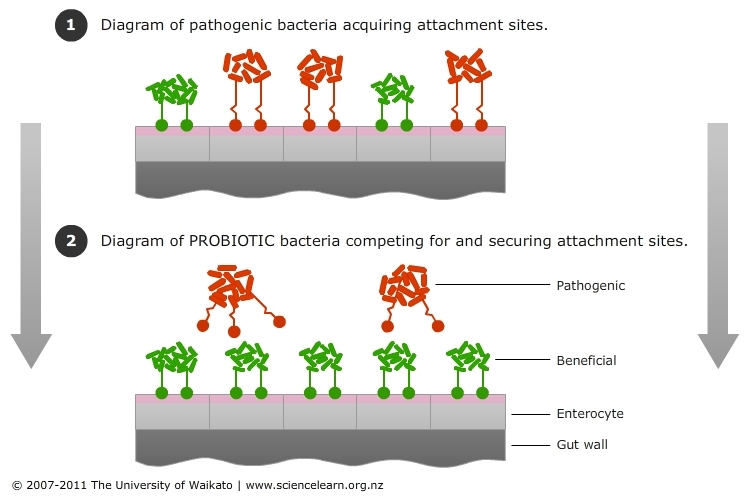 1 Diagram of pathogenic bacteria acquiring attachment sites.
2 Diagram of PROBIOTIC bacteria competing for and securing attachment sites.
Pathogenic
Beneficial
Enterocyte
Gut wall
© 2007-2011 The University of Waikato | www.sciencelearn.org.nz